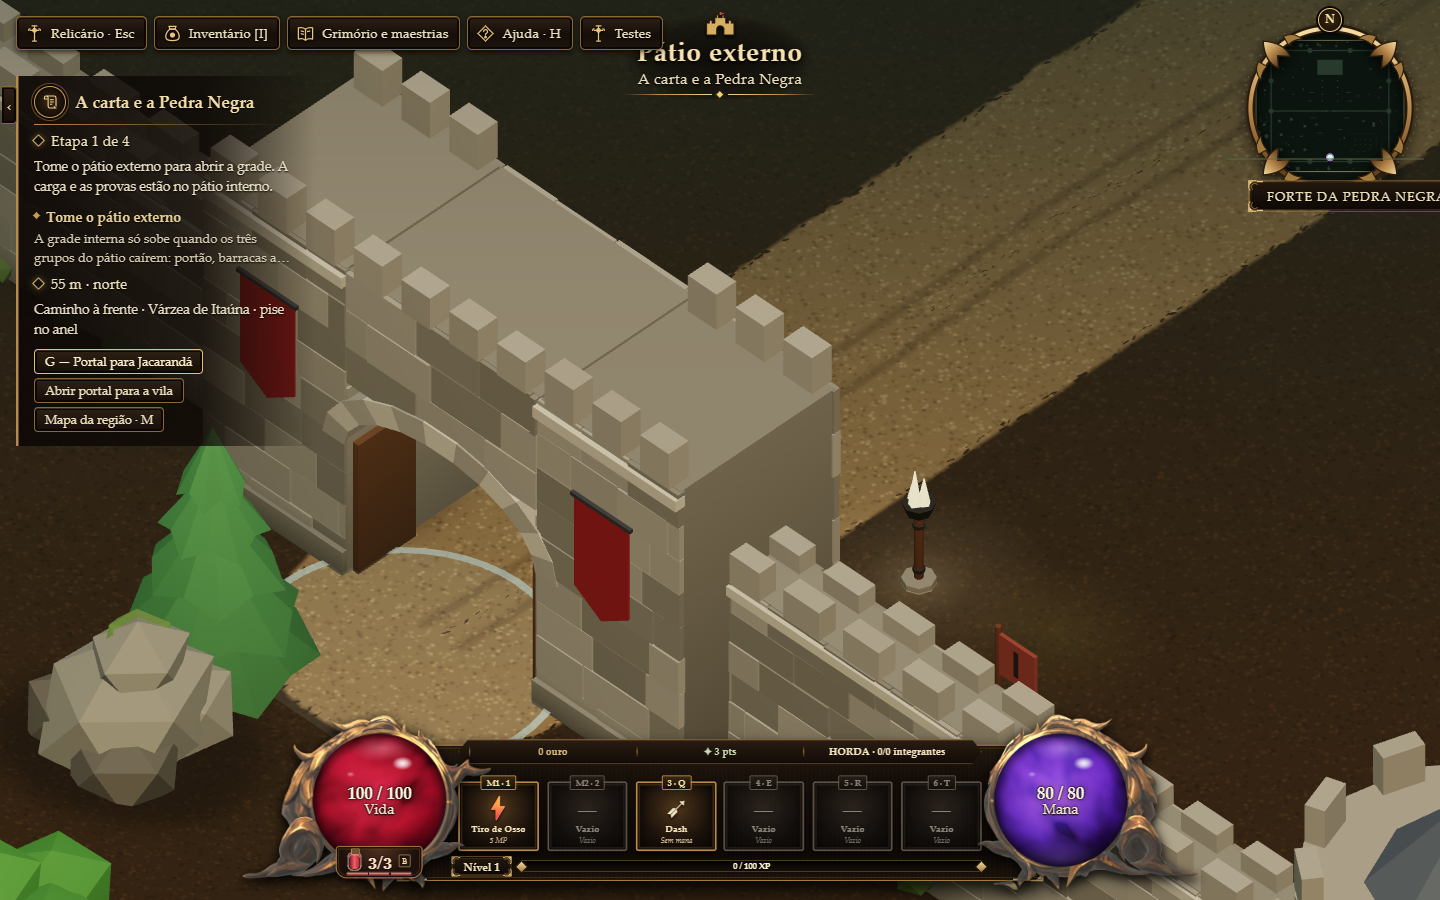 Relicário · Esc
Inventário [I]
Grimório e maestrias
Ajuda · H
Testes
Pátio externo
A carta e a Pedra Negra
N
FORTE DA PEDRA NEGRA
‹
A carta e a Pedra Negra
Etapa 1 de 4
Tome o pátio externo para abrir a grade. A
carga e as provas estão no pátio interno.
Tome o pátio externo
A grade interna só sobe quando os três
grupos do pátio caírem: portão, barracas a…
55 m · norte
Caminho à frente · Várzea de Itaúna · pise
no anel
G — Portal para Jacarandá
Abrir portal para a vila
Mapa da região · M
0 ouro
3 pts
HORDA · 0/0 integrantes
100 / 100
Vida
M1 · 1
Tiro de Osso
5 MP
M2 · 2
Vazio
Vazio
3 · Q
Dash
Sem mana
4 · E
Vazio
Vazio
5 · R
Vazio
Vazio
6 · T
Vazio
Vazio
80 / 80
Mana
3/3
B
Nível 1
0 / 100 XP